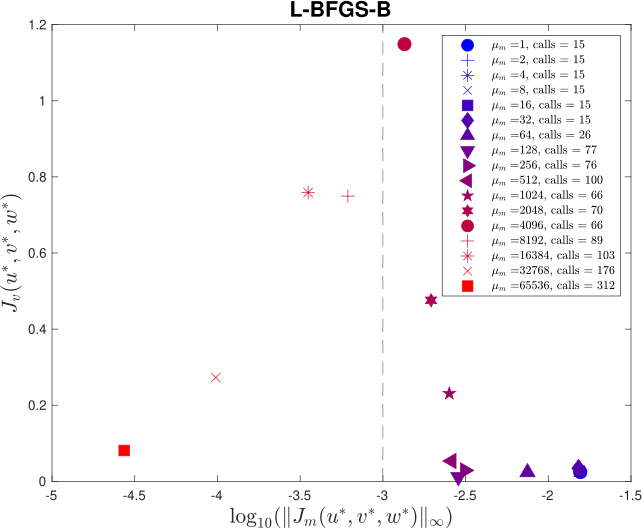 L-BFGS-B
1.2
1
0.8
0.6
0.4
0.2
0
J_v(u*, v*, w*)
μ_m =1, calls = 15
μ_m =2, calls = 15
μ_m =4, calls = 15
μ_m =8, calls = 15
μ_m =16, calls = 15
μ_m =32, calls = 15
μ_m =64, calls = 26
μ_m =128, calls = 77
μ_m =256, calls = 76
μ_m =512, calls = 100
μ_m =1024, calls = 66
μ_m =2048, calls = 70
μ_m =4096, calls = 66
μ_m =8192, calls = 89
μ_m =16384, calls = 103
μ_m =32768, calls = 176
μ_m =65536, calls = 312
-5 -4.5 -4 -3.5 -3 -2.5 -2 -1.5
log₁₀(‖J_m(u*, v*, w*)‖∞)